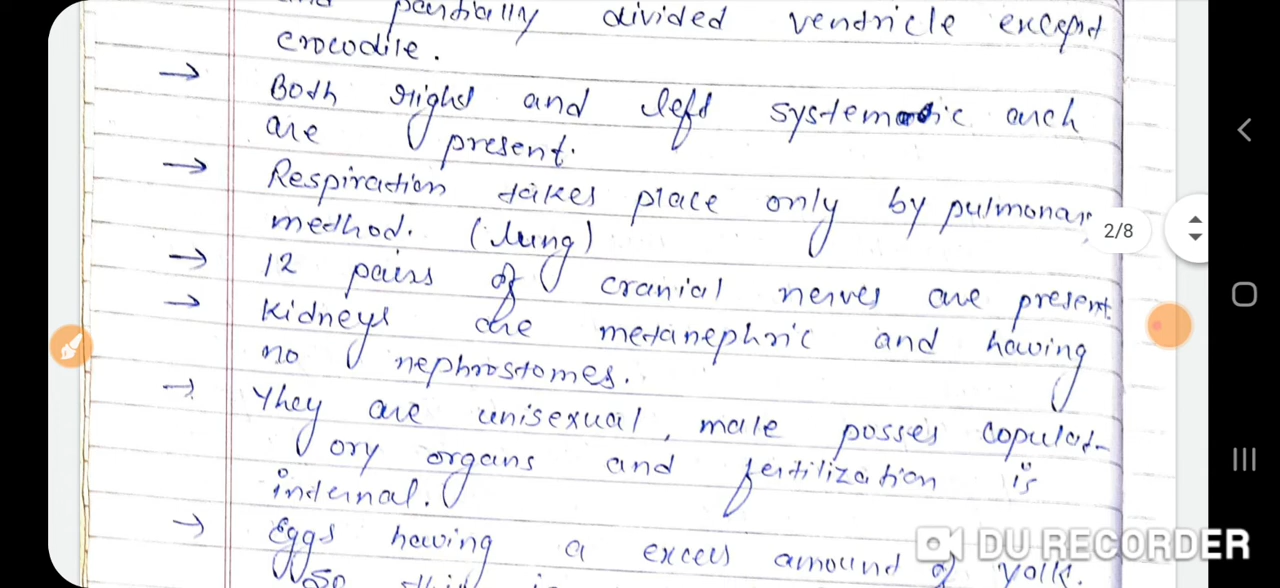 partially divided ventricle except
crocodile.
→ Both right and left systematic arch
are present.
→ Respiration takes place only by pulmonary
method. (lung)
→ 12 pairs of cranial nerves are present.
→ Kidneys are metanephric and having
no nephrostomes.
→ They are unisexual, male posses copulat-
ory organs and fertilization is
internal.
→ Eggs having a excess amound of yolk.
so
2/8
DU RECORDER